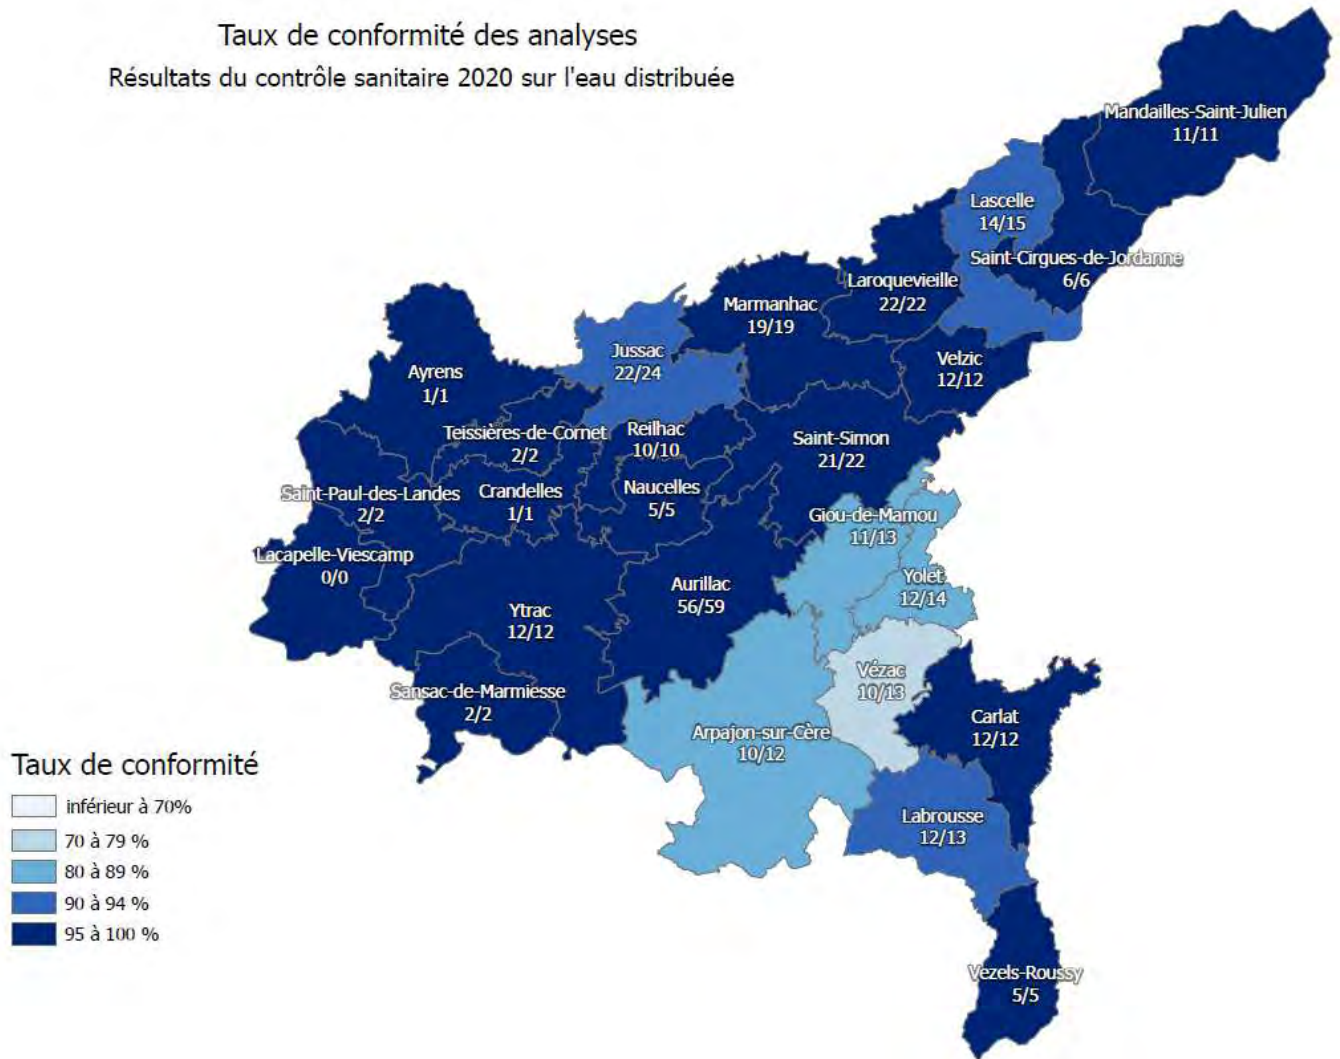 Taux de conformité des analyses
Résultats du contrôle sanitaire 2020 sur l'eau distribuée
Mandailles-Saint-Julien
11/11
Lascelle
14/15
Saint-Cirgues-de-Jordanne
6/6
Laroquevieille
22/22
Marmanhac
19/19
Jussac
22/24
Velzic
12/12
Ayrens
1/1
Teissières-de-Cornet
2/2
Reilhac
10/10
Saint-Simon
21/22
Saint-Paul-des-Landes
2/2
Crandelles
1/1
Naucelles
5/5
Giou-de-Mamou
11/13
Lacapelle-Viescamp
0/0
Ytrac
12/12
Aurillac
56/59
Yolet
12/14
Sansac-de-Marmiesse
2/2
Vézac
10/13
Arpajon-sur-Cère
10/12
Carlat
12/12
Labrousse
12/13
Vezels-Roussy
5/5
Taux de conformité
inférieur à 70%
70 à 79 %
80 à 89 %
90 à 94 %
95 à 100 %